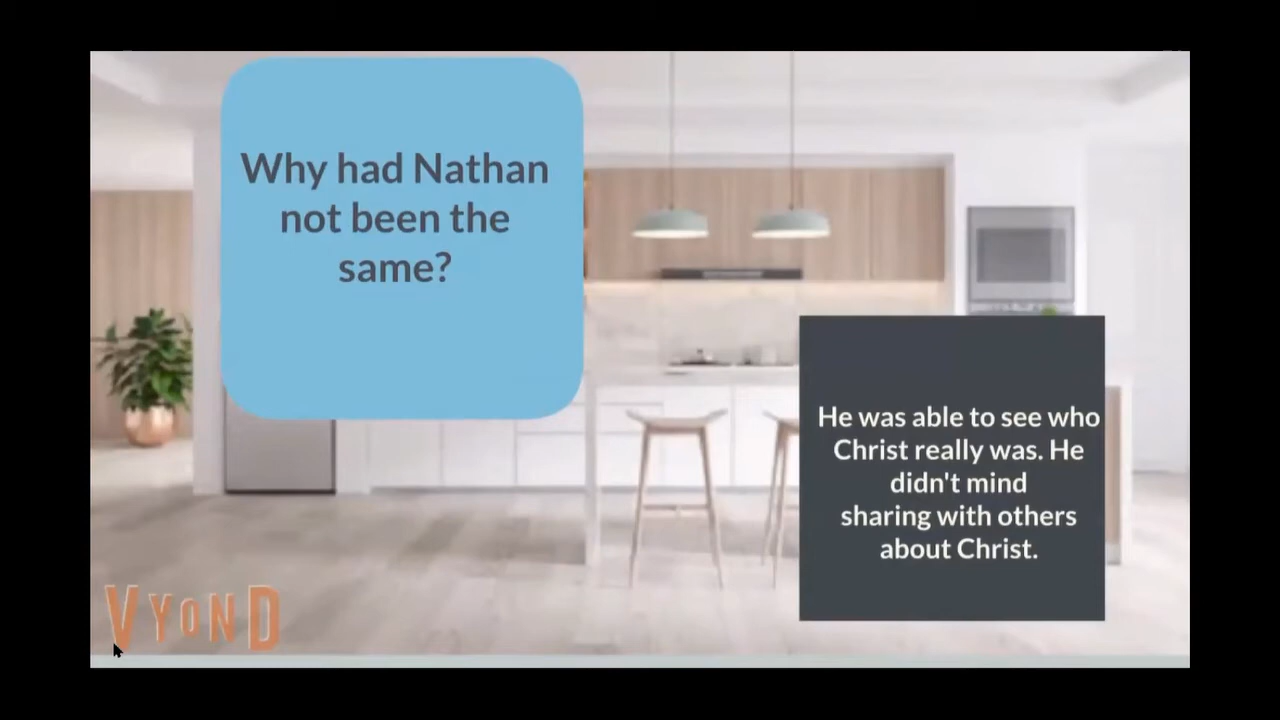 Why had Nathan
not been the
same?
He was able to see who
Christ really was. He
didn't mind
sharing with others
about Christ.
VYOND